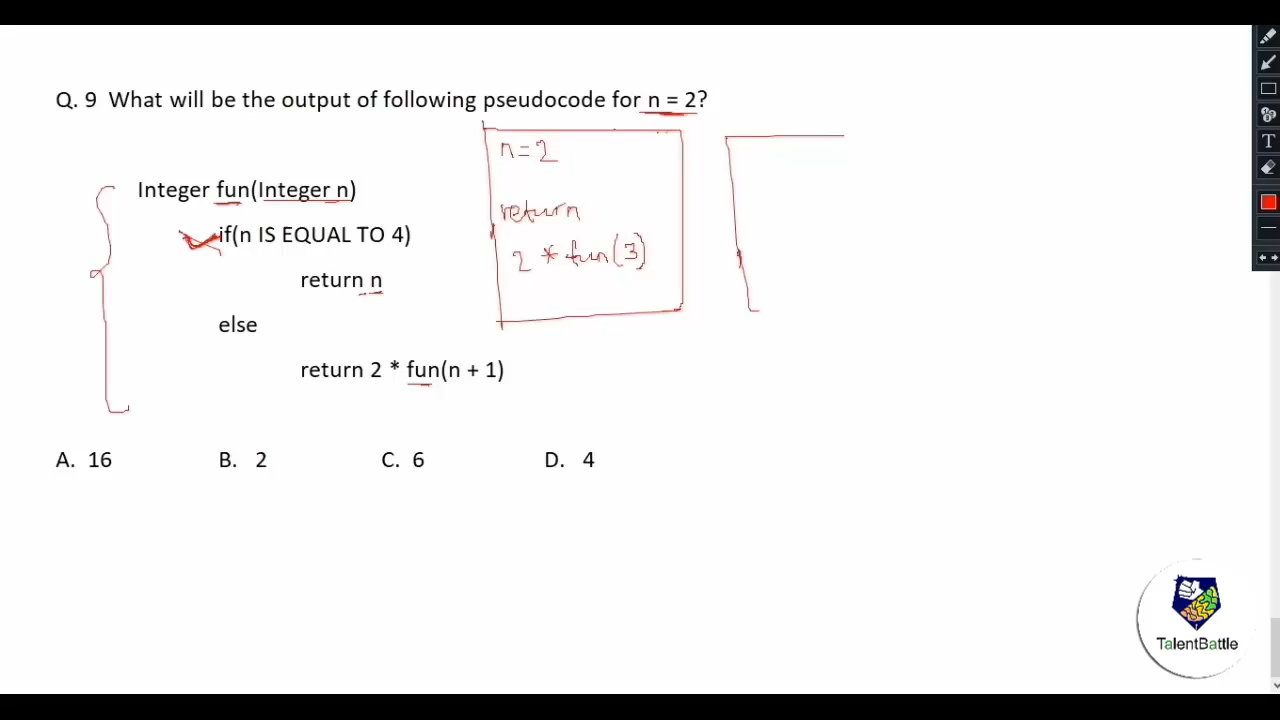 Q. 9 What will be the output of following pseudocode for n = 2?
n = 2
Integer fun(Integer n)
return
if(n IS EQUAL TO 4)
2 * fun(3)
return n
else
return 2 * fun(n + 1)
A. 16 B. 2 C. 6 D. 4
TalentBattle
T